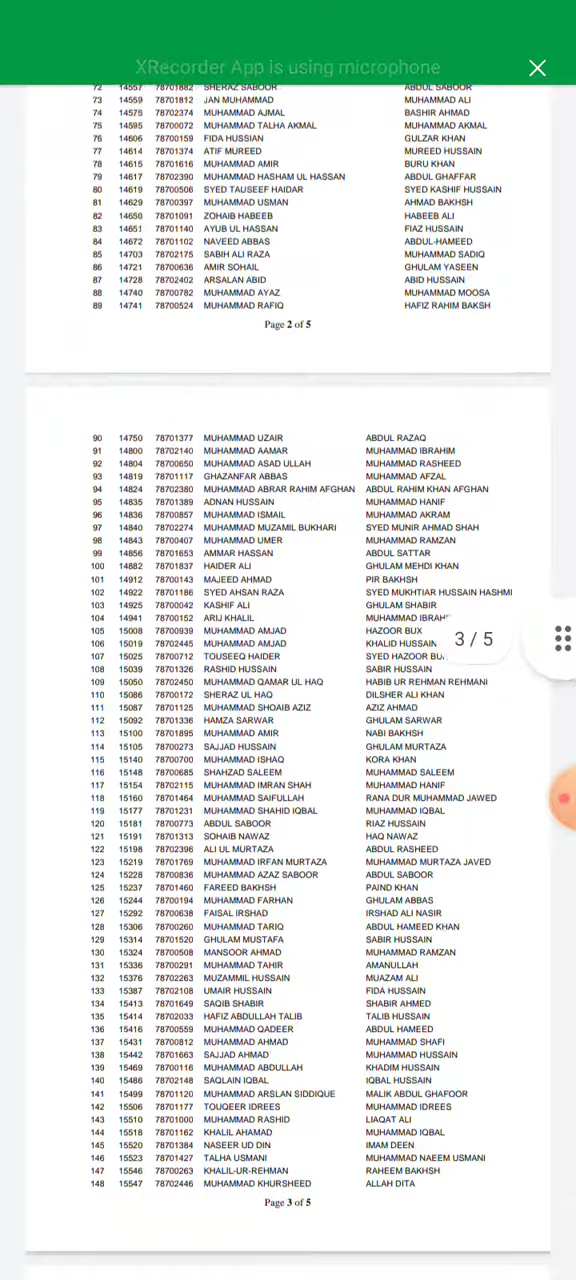 XRecorder App is using microphone
72 14557 78701882 SHERAZ SABOOR ABDUL SABOOR
73 14559 78701812 JAN MUHAMMAD MUHAMMAD ALI
74 14575 78702374 MUHAMMAD AJMAL BASHIR AHMAD
75 14595 78700072 MUHAMMAD TALHA AKMAL MUHAMMAD AKMAL
76 14606 78700159 FIDA HUSSIAN GULZAR KHAN
77 14614 78701374 ATIF MUREED MUREED HUSSAIN
78 14615 78701616 MUHAMMAD AMIR BURU KHAN
79 14617 78702390 MUHAMMAD HASHAM UL HASSAN ABDUL GHAFFAR
80 14619 78700506 SYED TAUSEEF HAIDAR SYED KASHIF HUSSAIN
81 14629 78700397 MUHAMMAD USMAN AHMAD BAKHSH
82 14650 78701091 ZOHAIB HABEEB HABEEB ALI
83 14651 78701140 AYUB UL HASSAN FIAZ HUSSAIN
84 14672 78701102 NAVEED ABBAS ABDUL-HAMEED
85 14703 78702175 SABIH ALI RAZA MUHAMMAD SADIQ
86 14721 78700636 AMIR SOHAIL GHULAM YASEEN
87 14728 78702402 ARSALAN ABID ABID HUSSAIN
88 14740 78700782 MUHAMMAD AYAZ MUHAMMAD MOOSA
89 14741 78700524 MUHAMMAD RAFIQ HAFIZ RAHIM BAKSH
Page 2 of 5
90 14750 78701377 MUHAMMAD UZAIR ABDUL RAZAQ
91 14800 78702140 MUHAMMAD AAMAR MUHAMMAD IBRAHIM
92 14804 78700650 MUHAMMAD ASAD ULLAH MUHAMMAD RASHEED
93 14819 78701117 GHAZANFAR ABBAS MUHAMMAD AFZAL
94 14824 78702380 MUHAMMAD ABRAR RAHIM AFGHAN ABDUL RAHIM KHAN AFGHAN
95 14835 78701389 ADNAN HUSSAIN MUHAMMAD HANIF
96 14836 78700857 MUHAMMAD ISMAIL MUHAMMAD AKRAM
97 14840 78702274 MUHAMMAD MUZAMIL BUKHARI SYED MUNIR AHMAD SHAH
98 14843 78700407 MUHAMMAD UMER MUHAMMAD RAMZAN
99 14856 78701653 AMMAR HASSAN ABDUL SATTAR
100 14882 78701837 HAIDER ALI GHULAM MEHDI KHAN
101 14912 78700143 MAJEED AHMAD PIR BAKHSH
102 14922 78701186 SYED AHSAN RAZA SYED MUKHTIAR HUSSAIN HASHMI
103 14925 78700042 KASHIF ALI GHULAM SHABIR
104 14941 78700152 ARIJ KHALIL MUHAMMAD IBRAH
105 15008 78700939 MUHAMMAD AMJAD HAZOOR BUX
3 / 5
106 15019 78702445 MUHAMMAD AMJAD KHALID HUSSAIN
107 15025 78700712 TOUSEEQ HAIDER SYED HAZOOR BU
108 15039 78701326 RASHID HUSSAIN SABIR HUSSAIN
109 15050 78702450 MUHAMMAD QAMAR UL HAQ HABIB UR REHMAN REHMANI
110 15086 78700172 SHERAZ UL HAQ DILSHER ALI KHAN
111 15087 78701125 MUHAMMAD SHOAIB AZIZ AZIZ AHMAD
112 15092 78701336 HAMZA SARWAR GHULAM SARWAR
113 15100 78701895 MUHAMMAD AMIR NABI BAKHSH
114 15105 78700273 SAJJAD HUSSAIN GHULAM MURTAZA
115 15140 78700700 MUHAMMAD ISHAQ KORA KHAN
116 15148 78700685 SHAHZAD SALEEM MUHAMMAD SALEEM
117 15154 78702115 MUHAMMAD IMRAN SHAH MUHAMMAD HANIF
118 15160 78701464 MUHAMMAD SAIFULLAH RANA DUR MUHAMMAD JAWED
119 15177 78701231 MUHAMMAD SHAHID IQBAL MUHAMMAD IQBAL
120 15181 78700773 ABDUL SABOOR RIAZ HUSSAIN
121 15191 78701313 SOHAIB NAWAZ HAQ NAWAZ
122 15198 78702396 ALI UL MURTAZA ABDUL RASHEED
123 15219 78701769 MUHAMMAD IRFAN MURTAZA MUHAMMAD MURTAZA JAVED
124 15228 78700836 MUHAMMAD AZAZ SABOOR ABDUL SABOOR
125 15237 78701460 FAREED BAKHSH PAIND KHAN
126 15244 78700194 MUHAMMAD FARHAN GHULAM ABBAS
127 15292 78700638 FAISAL IRSHAD IRSHAD ALI NASIR
128 15306 78700260 MUHAMMAD TARIQ ABDUL HAMEED KHAN
129 15314 78701520 GHULAM MUSTAFA SABIR HUSSAIN
130 15324 78700508 MANSOOR AHMAD MUHAMMAD RAMZAN
131 15336 78700291 MUHAMMAD TAHIR AMANULLAH
132 15376 78702263 MUZAMMIL HUSSAIN MUAZAM ALI
133 15387 78702108 UMAIR HUSSAIN FIDA HUSSAIN
134 15413 78701649 SAQIB SHABIR SHABIR AHMED
135 15414 78702033 HAFIZ ABDULLAH TALIB TALIB HUSSAIN
136 15416 78700559 MUHAMMAD QADEER ABDUL HAMEED
137 15431 78700812 MUHAMMAD AHMAD MUHAMMAD SHAFI
138 15442 78701663 SAJJAD AHMAD MUHAMMAD HUSSAIN
139 15469 78700116 MUHAMMAD ABDULLAH KHADIM HUSSAIN
140 15486 78702148 SAQLAIN IQBAL IQBAL HUSSAIN
141 15499 78701120 MUHAMMAD ARSLAN SIDDIQUE MALIK ABDUL GHAFOOR
142 15506 78701177 TOUQEER IDREES MUHAMMAD IDREES
143 15510 78701000 MUHAMMAD RASHID LIAQAT ALI
144 15518 78701162 KHALIL AHAMAD MUHAMMAD IQBAL
145 15520 78701384 NASEER UD DIN IMAM DEEN
146 15523 78701427 TALHA USMANI MUHAMMAD NAEEM USMANI
147 15546 78700263 KHALIL-UR-REHMAN RAHEEM BAKHSH
148 15547 78702446 MUHAMMAD KHURSHEED ALLAH DITA
Page 3 of 5